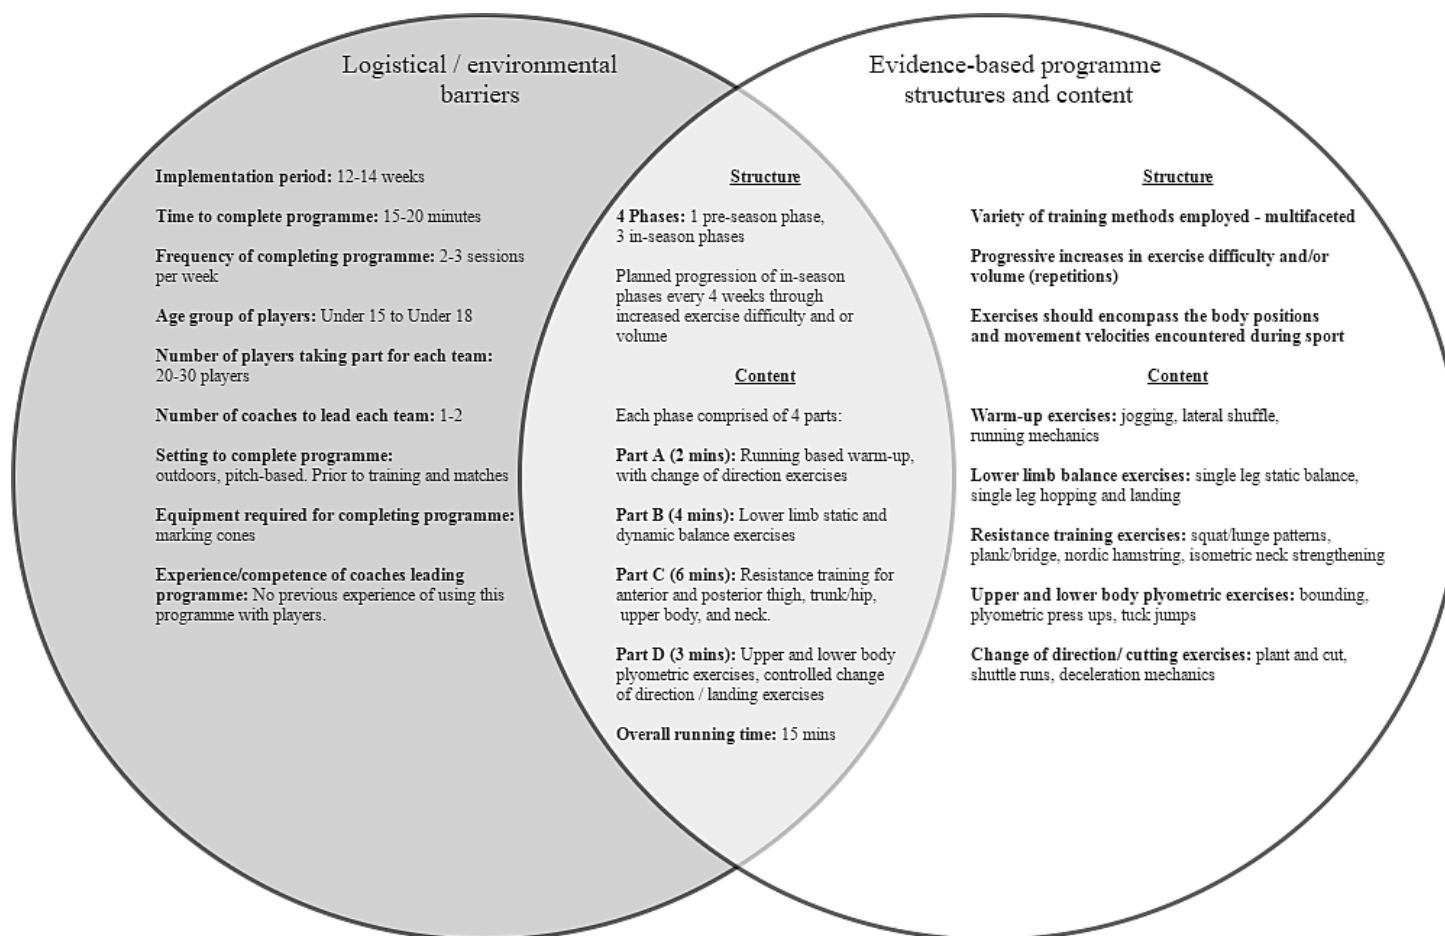 Logistical / environmental
barriers
Implementation period: 12-14 weeks
Time to complete programme: 15-20 minutes
Frequency of completing programme: 2-3 sessions
per week
Age group of players: Under 15 to Under 18
Number of players taking part for each team:
20-30 players
Number of coaches to lead each team: 1-2
Setting to complete programme:
outdoors, pitch-based. Prior to training and matches
Equipment required for completing programme:
marking cones
Experience/competence of coaches leading
programme: No previous experience of using this
programme with players.
Structure
4 Phases: 1 pre-season phase,
3 in-season phases
Planned progression of in-season
phases every 4 weeks through
increased exercise difficulty and or
volume
Content
Each phase comprised of 4 parts:
Part A (2 mins): Running based warm-up,
with change of direction exercises
Part B (4 mins): Lower limb static and
dynamic balance exercises
Part C (6 mins): Resistance training for
anterior and posterior thigh, trunk/hip,
upper body, and neck.
Part D (3 mins): Upper and lower body
plyometric exercises, controlled change
of direction / landing exercises
Overall running time: 15 mins
Evidence-based programme
structures and content
Structure
Variety of training methods employed - multifaceted
Progressive increases in exercise difficulty and/or
volume (repetitions)
Exercises should encompass the body positions
and movement velocities encountered during sport
Content
Warm-up exercises: jogging, lateral shuffle,
running mechanics
Lower limb balance exercises: single leg static balance,
single leg hopping and landing
Resistance training exercises: squat/lunge patterns,
plank/bridge, nordic hamstring, isometric neck strengthening
Upper and lower body plyometric exercises: bounding,
plyometric press ups, tuck jumps
Change of direction/ cutting exercises: plant and cut,
shuttle runs, deceleration mechanics